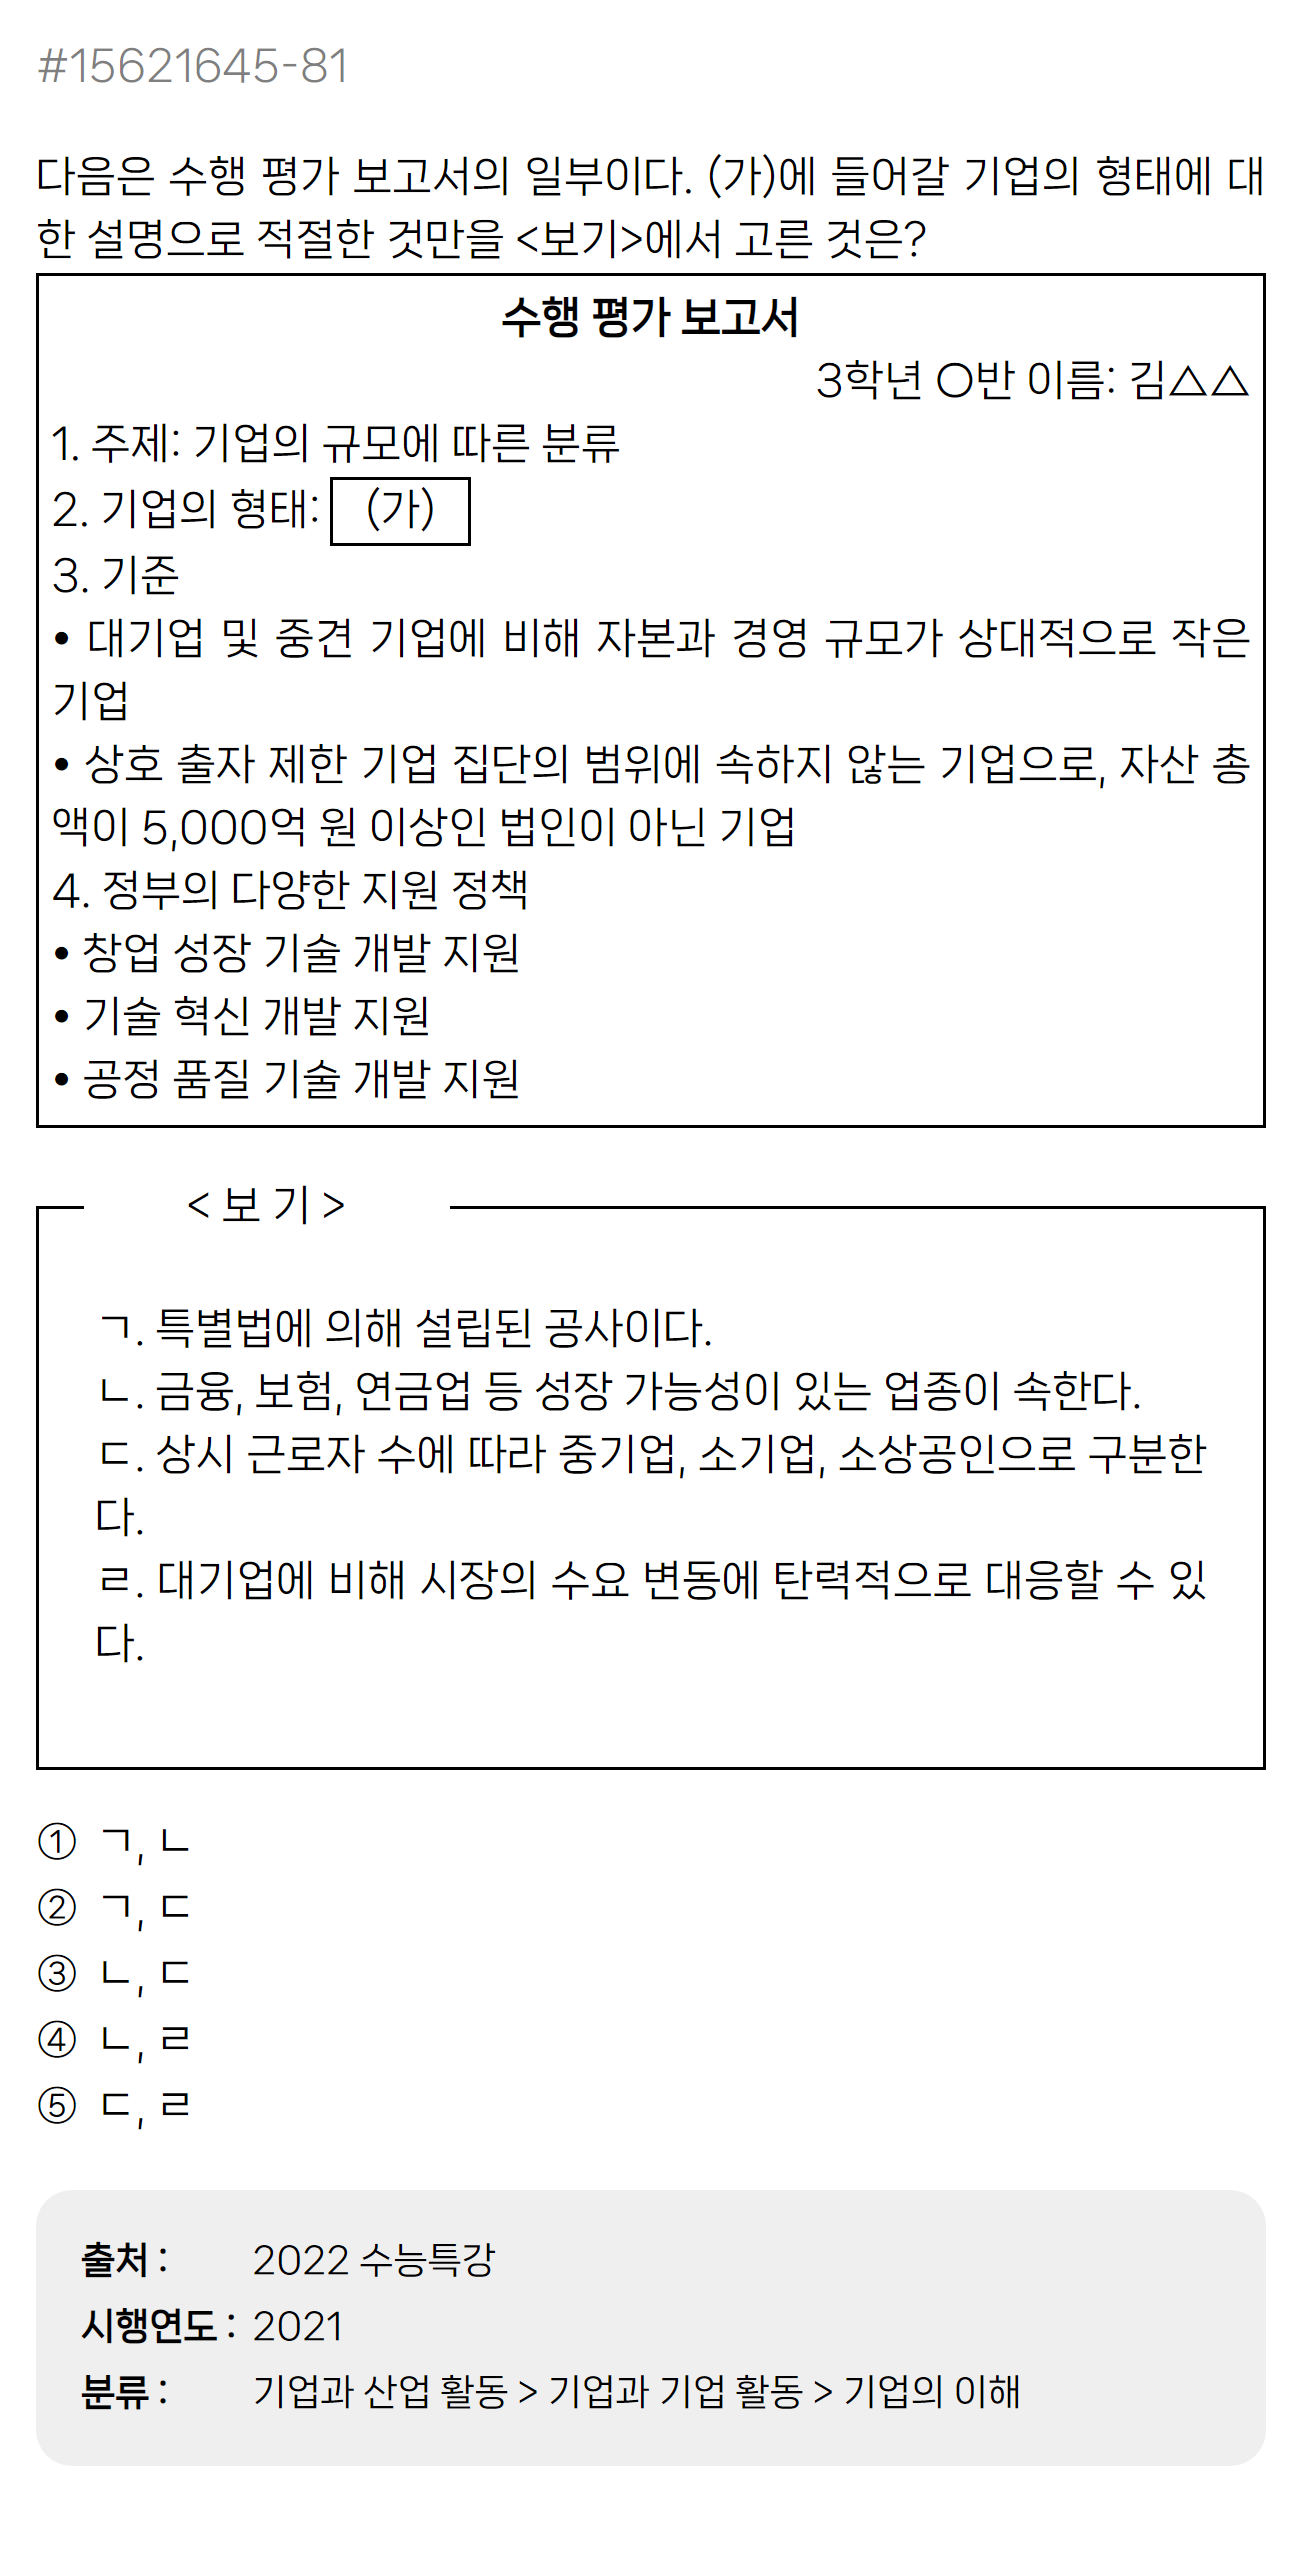 #15621645-81
다음은 수행 평가 보고서의 일부이다. (가)에 들어갈 기업의 형태에 대
한 설명으로 적절한 것만을 <보기>에서 고른 것은?
수행 평가 보고서
3학년 ○반 이름: 김△△
1. 주제: 기업의 규모에 따른 분류
2. 기업의 형태: (가)
3. 기준
• 대기업 및 중견 기업에 비해 자본과 경영 규모가 상대적으로 작은
기업
• 상호 출자 제한 기업 집단의 범위에 속하지 않는 기업으로, 자산 총
액이 5,000억 원 이상인 법인이 아닌 기업
4. 정부의 다양한 지원 정책
• 창업 성장 기술 개발 지원
• 기술 혁신 개발 지원
• 공정 품질 기술 개발 지원
< 보 기 >
ㄱ. 특별법에 의해 설립된 공사이다.
ㄴ. 금융, 보험, 연금업 등 성장 가능성이 있는 업종이 속한다.
ㄷ. 상시 근로자 수에 따라 중기업, 소기업, 소상공인으로 구분한
다.
ㄹ. 대기업에 비해 시장의 수요 변동에 탄력적으로 대응할 수 있
다.
① ㄱ, ㄴ
② ㄱ, ㄷ
③ ㄴ, ㄷ
④ ㄴ, ㄹ
⑤ ㄷ, ㄹ
출처 : 2022 수능특강
시행연도 : 2021
분류 : 기업과 산업 활동 > 기업과 기업 활동 > 기업의 이해